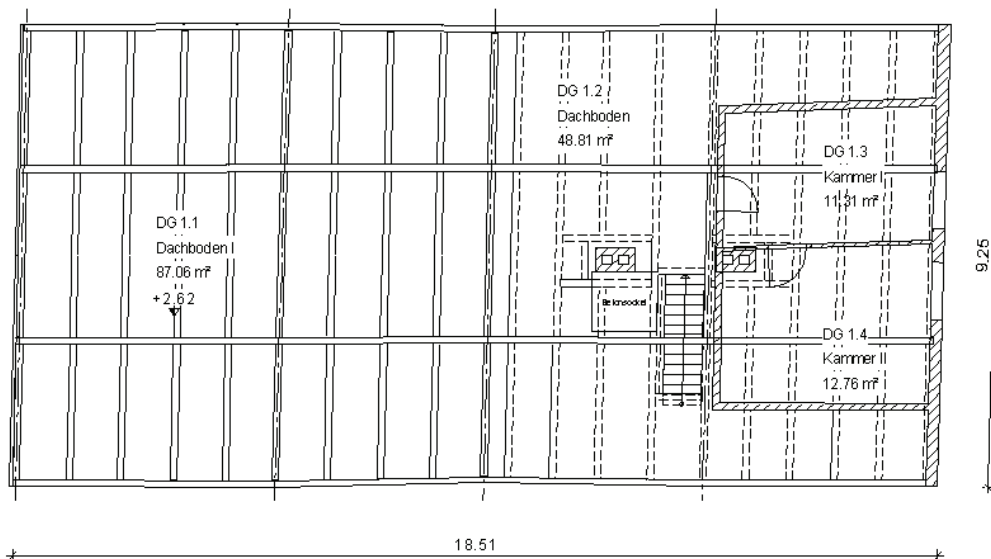 DG 1.2
Dachboden
48.81 m²
DG 1.3
Kammer I
11.31 m²
DG 1.1
Dachboden I
87.06 m²
+2,62
Betonsockel
DG 1.4
Kammer II
12.76 m²
9.25
18.51